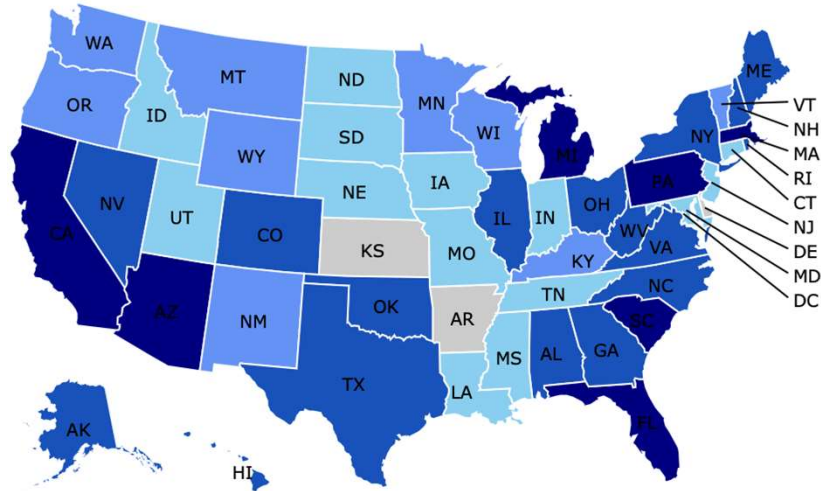 WA
MT
ND
MN
ME
VT
OR
ID
SD
WI
MI
NY
NH
MA
WY
NE
IA
PA
RI
CT
NV
UT
CO
KS
MO
IL
IN
OH
WV
VA
NJ
DE
MD
DC
CA
KY
NC
TN
AZ
NM
OK
AR
SC
MS
AL
GA
TX
LA
FL
AK
HI